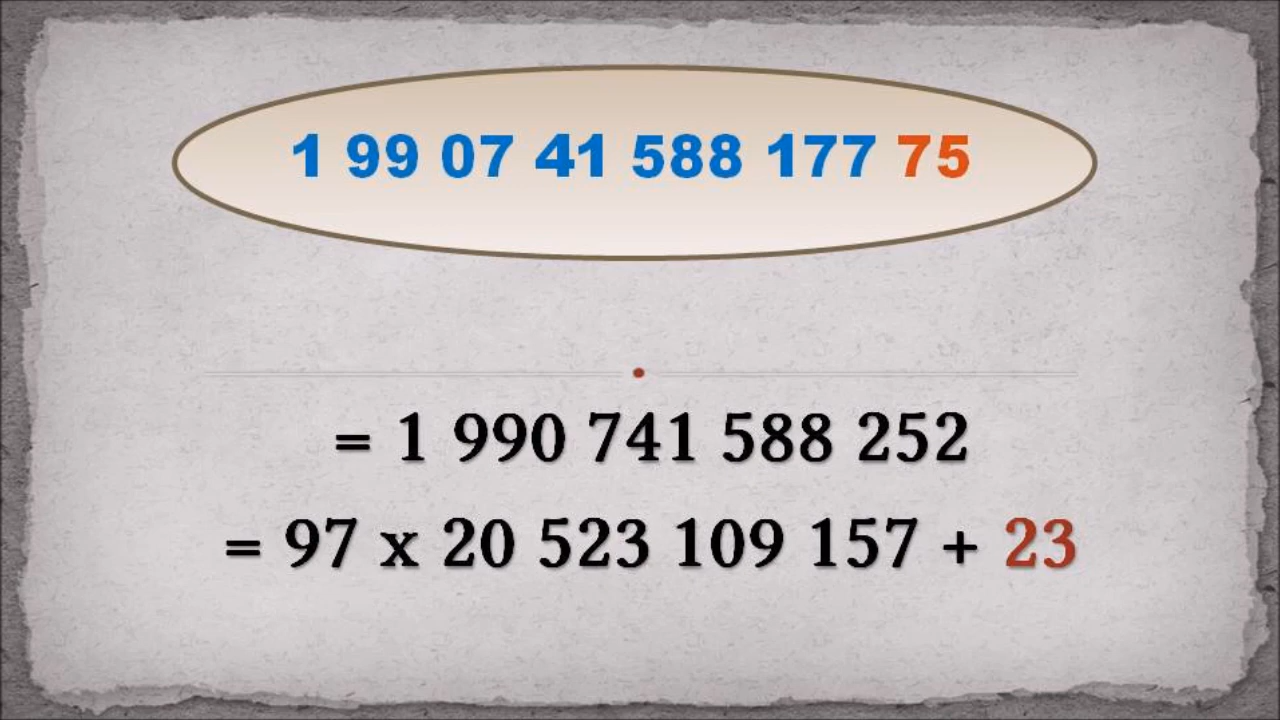 1 99 07 41 588 177 75
= 1 990 741 588 252
= 97 x 20 523 109 157 + 23